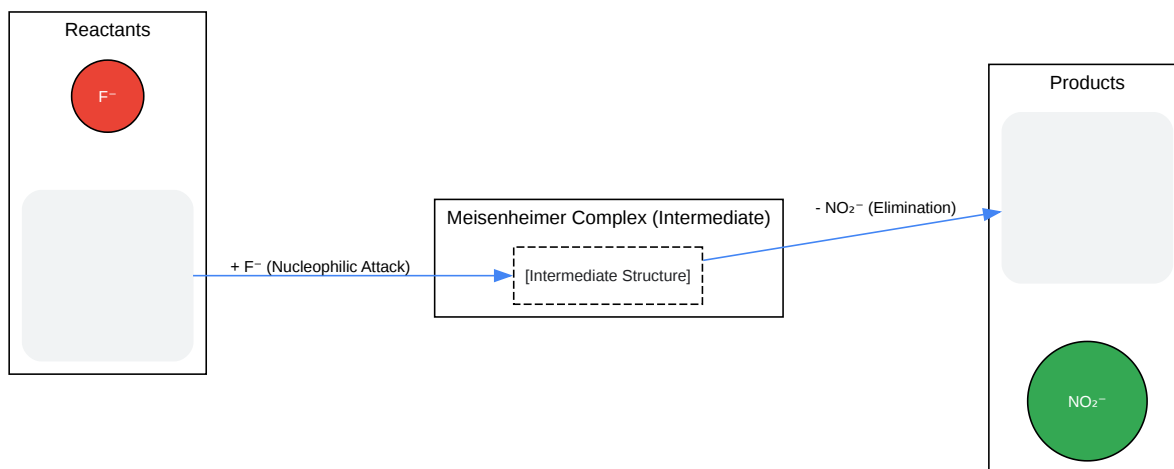 Reactants
F⁻
+ F⁻ (Nucleophilic Attack)
Meisenheimer Complex (Intermediate)
[Intermediate Structure]
- NO₂⁻ (Elimination)
Products
NO₂⁻